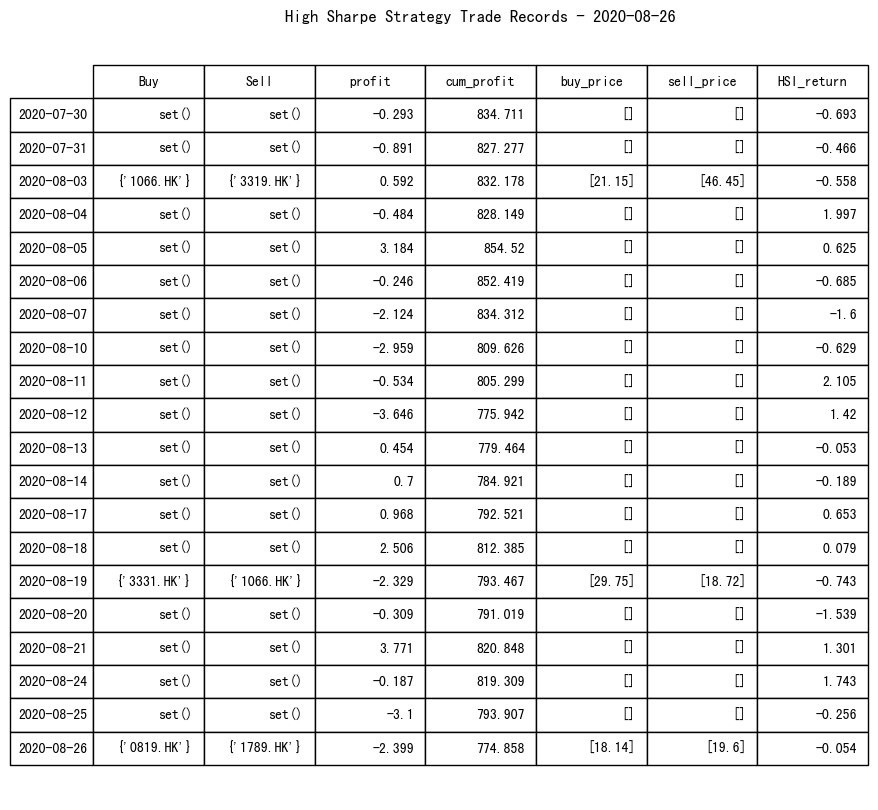 High Sharpe Strategy Trade Records - 2020-08-26
Buy Sell profit cum_profit buy_price sell_price HSI_return
2020-07-30 set() set() -0.293 834.711 [] [] -0.693
2020-07-31 set() set() -0.891 827.277 [] [] -0.466
2020-08-03 {'1066.HK'} {'3319.HK'} 0.592 832.178 [21.15] [46.45] -0.558
2020-08-04 set() set() -0.484 828.149 [] [] 1.997
2020-08-05 set() set() 3.184 854.52 [] [] 0.625
2020-08-06 set() set() -0.246 852.419 [] [] -0.685
2020-08-07 set() set() -2.124 834.312 [] [] -1.6
2020-08-10 set() set() -2.959 809.626 [] [] -0.629
2020-08-11 set() set() -0.534 805.299 [] [] 2.105
2020-08-12 set() set() -3.646 775.942 [] [] 1.42
2020-08-13 set() set() 0.454 779.464 [] [] -0.053
2020-08-14 set() set() 0.7 784.921 [] [] -0.189
2020-08-17 set() set() 0.968 792.521 [] [] 0.653
2020-08-18 set() set() 2.506 812.385 [] [] 0.079
2020-08-19 {'3331.HK'} {'1066.HK'} -2.329 793.467 [29.75] [18.72] -0.743
2020-08-20 set() set() -0.309 791.019 [] [] -1.539
2020-08-21 set() set() 3.771 820.848 [] [] 1.301
2020-08-24 set() set() -0.187 819.309 [] [] 1.743
2020-08-25 set() set() -3.1 793.907 [] [] -0.256
2020-08-26 {'0819.HK'} {'1789.HK'} -2.399 774.858 [18.14] [19.6] -0.054